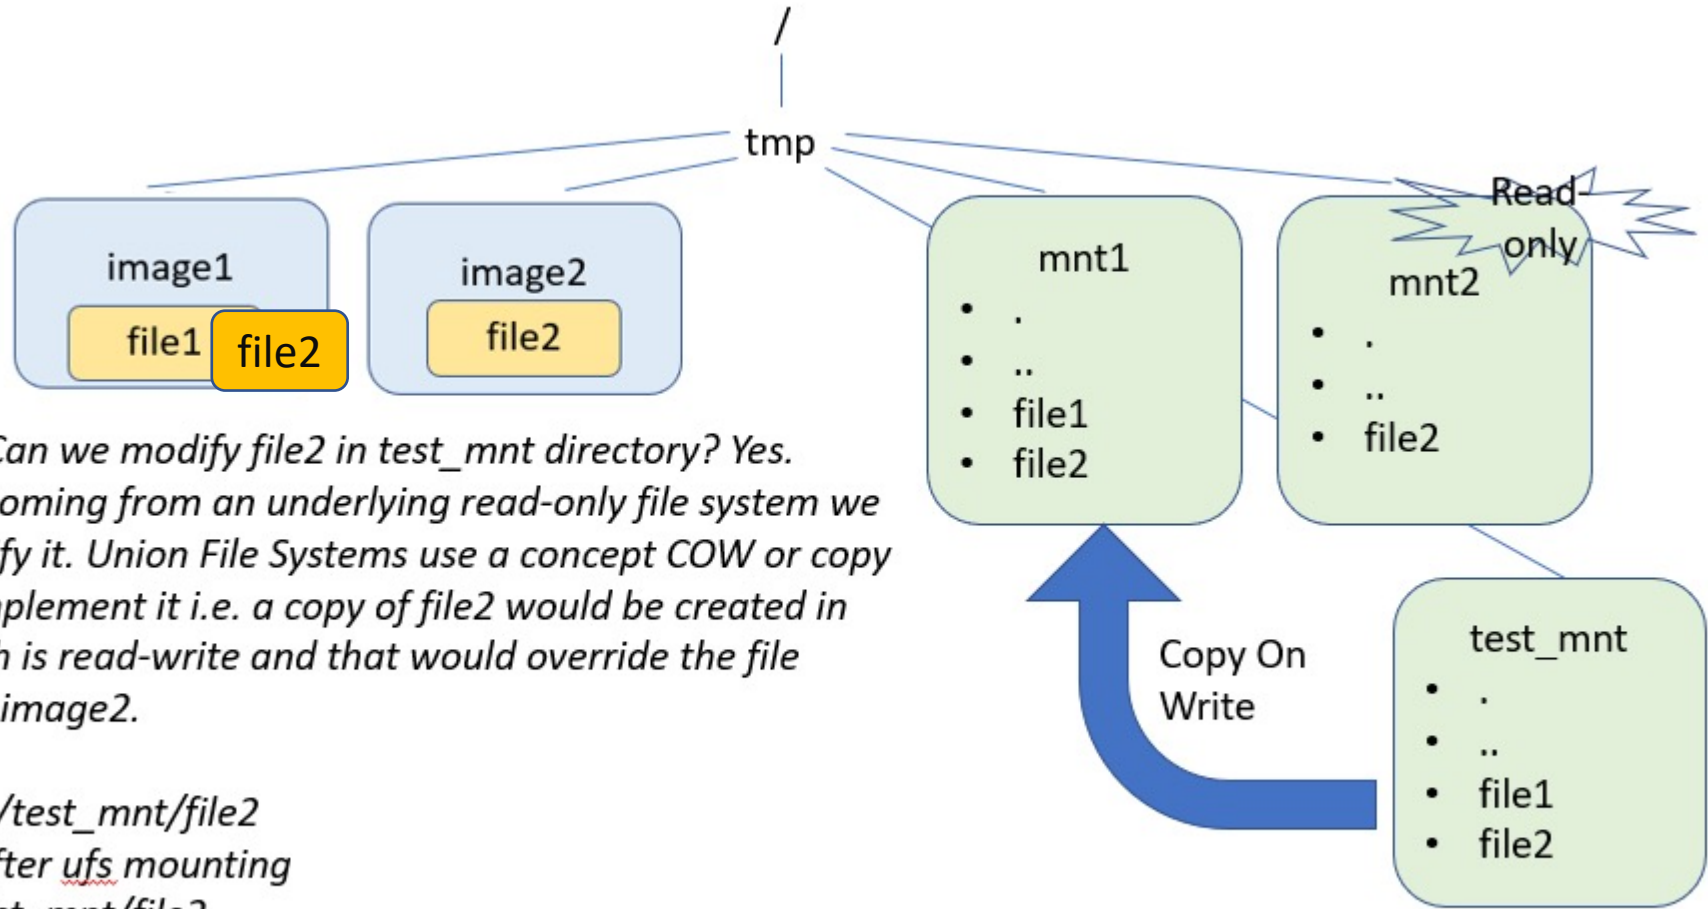 /
tmp
image1
file1
file2
image2
file2
mnt1
• .
• ..
• file1
• file2
Read-
only
mnt2
• .
• ..
• file2
Can we modify file2 in test_mnt directory? Yes.
oming from an underlying read-only file system we
fy it. Union File Systems use a concept COW or copy
plement it i.e. a copy of file2 would be created in
h is read-write and that would override the file
image2.
/test_mnt/file2
fter ufs mounting
Copy On
Write
test_mnt
• .
• ..
• file1
• file2